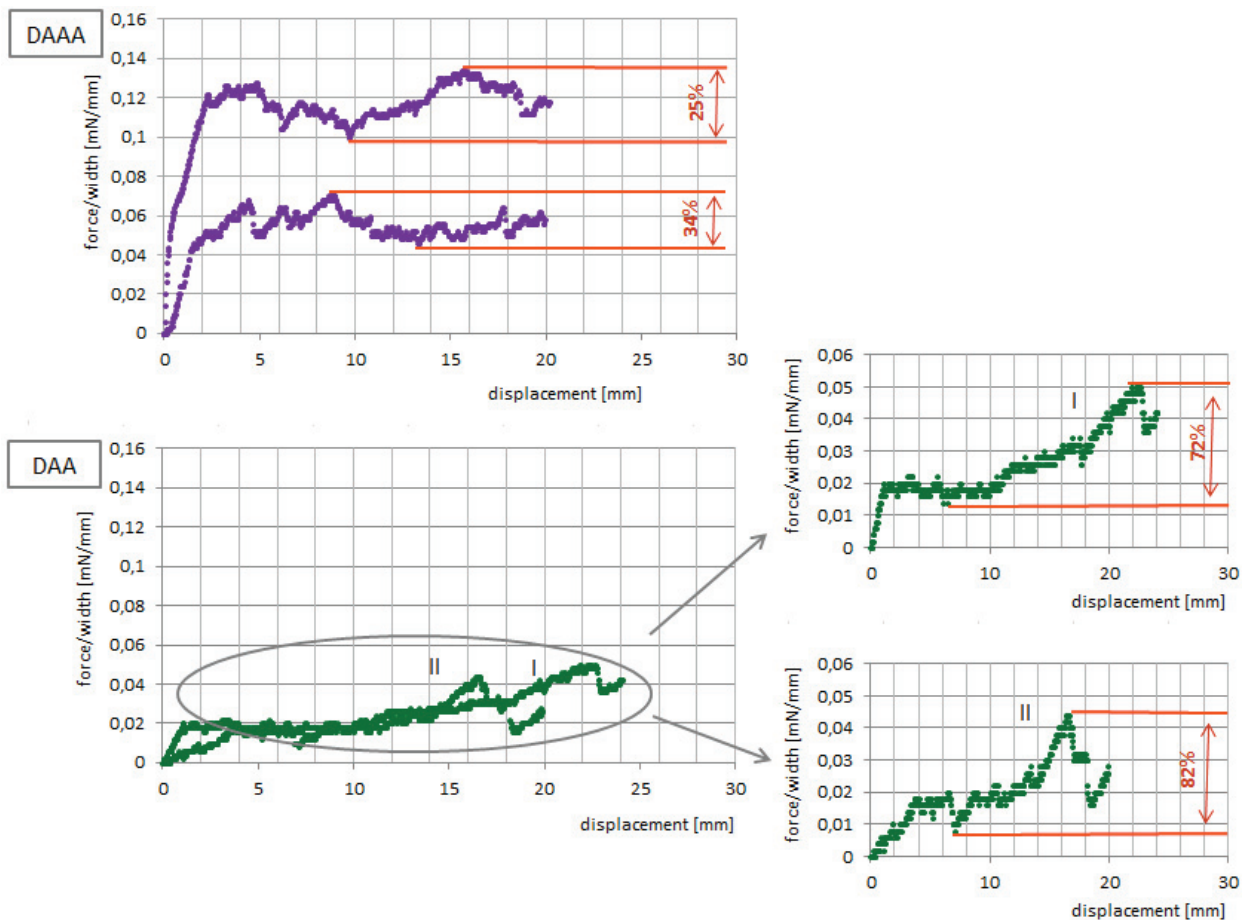 DAAA
force/width [mN/mm]
0,16
0,14
0,12
0,1
0,08
0,06
0,04
0,02
0
25%
34%
0 5 10 15 20 25 30
displacement [mm]
DAA
force/width [mN/mm]
0,16
0,14
0,12
0,1
0,08
0,06
0,04
0,02
0
II I
0 5 10 15 20 25 30
displacement [mm]
force/width [mN/mm]
0,06
0,05
0,04
0,03
0,02
0,01
0
I
72%
0 10 20 30
displacement [mm]
force/width [mN/mm]
0,06
0,05
0,04
0,03
0,02
0,01
0
II
82%
0 10 20 30
displacement [mm]